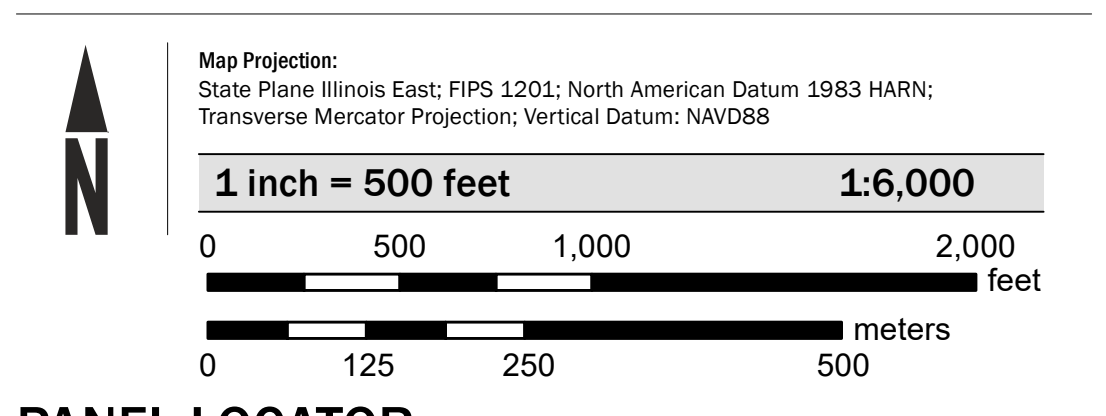 Map Projection:
State Plane Illinois East; FIPS 1201; North American Datum 1983 HARN;
Transverse Mercator Projection; Vertical Datum: NAVD88
N
1 inch = 500 feet 1:6,000
0 500 1,000 2,000
feet
meters
0 125 250 500
PANEL LOCATOR